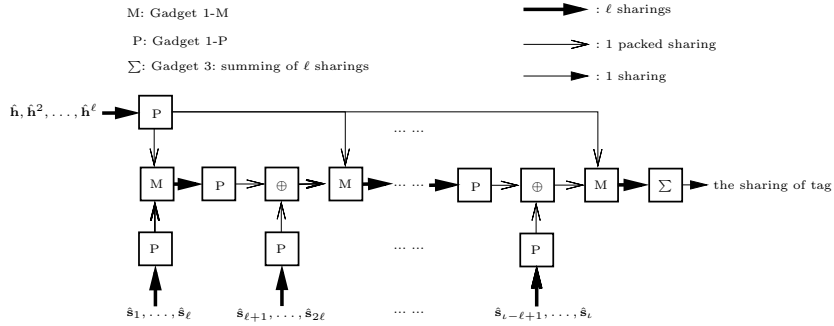 M: Gadget 1-M
P: Gadget 1-P
∑: Gadget 3: summing of ℓ sharings
: ℓ sharings
: 1 packed sharing
: 1 sharing
ĥ, ĥ², . . . , ĥ^ℓ P
... ...
M P ⊕ M ... ... P ⊕ M ∑ the sharing of tag
P P ... ... P
ŝ₁, . . . , ŝ_ℓ ŝ_{ℓ+1}, . . . , ŝ_{2ℓ} ... ... ŝ_{ι−ℓ+1}, . . . , ŝ_ι